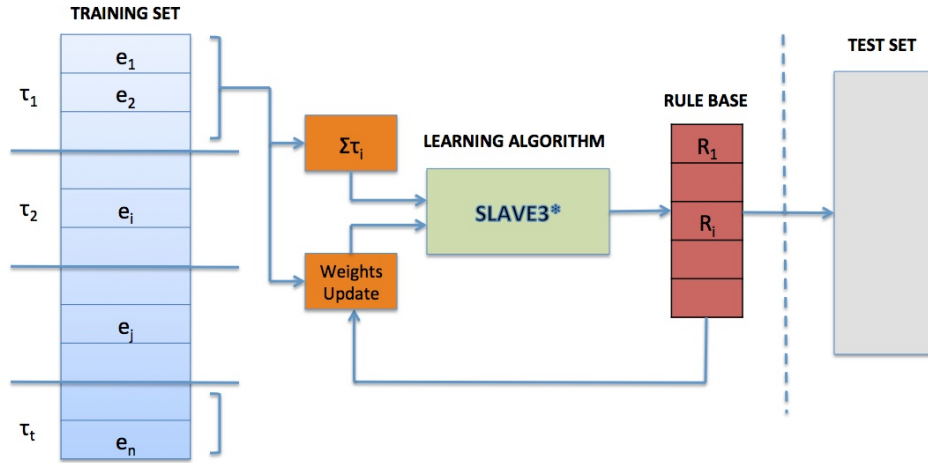 TRAINING SET
e1
τ1
e2
τ2
ei
ej
τt
en
Στi
Weights
Update
LEARNING ALGORITHM
SLAVE3*
RULE BASE
R1
Ri
TEST SET